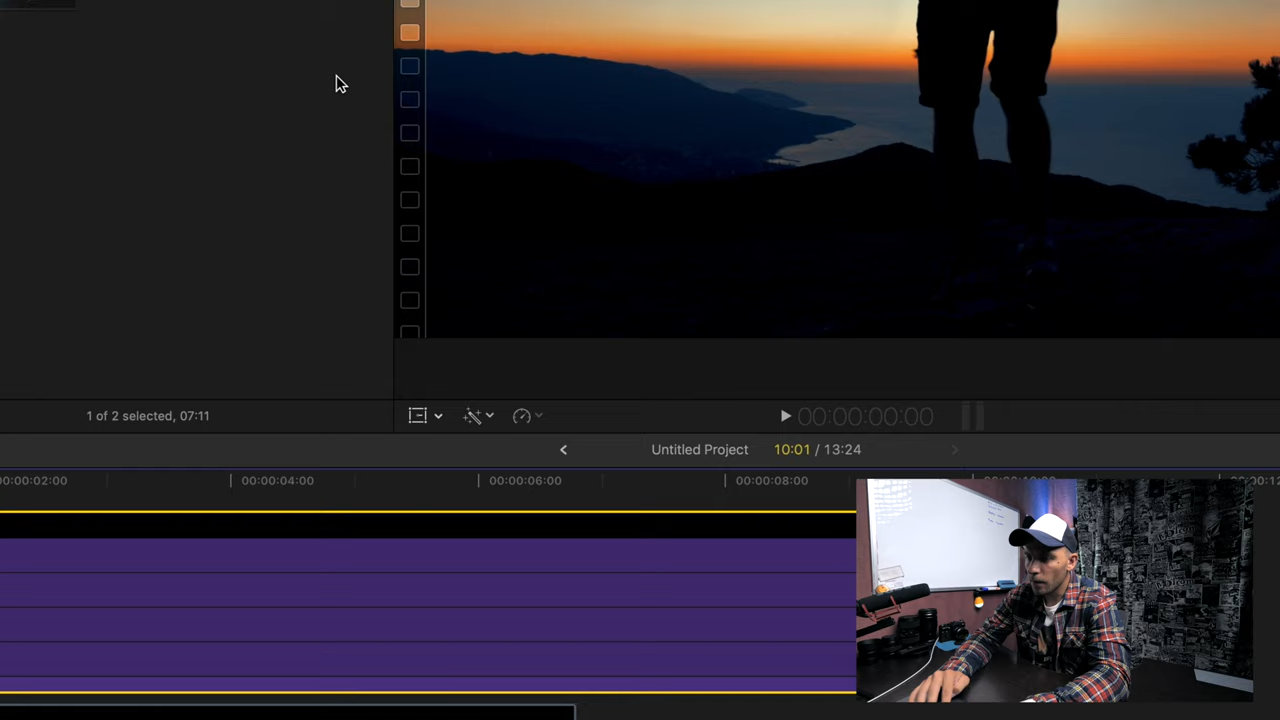 1 of 2 selected, 07:11
00:00:00:00
Untitled Project
10:01 / 13:24
00:00:02:00
00:00:04:00
00:00:06:00
00:00:08:00